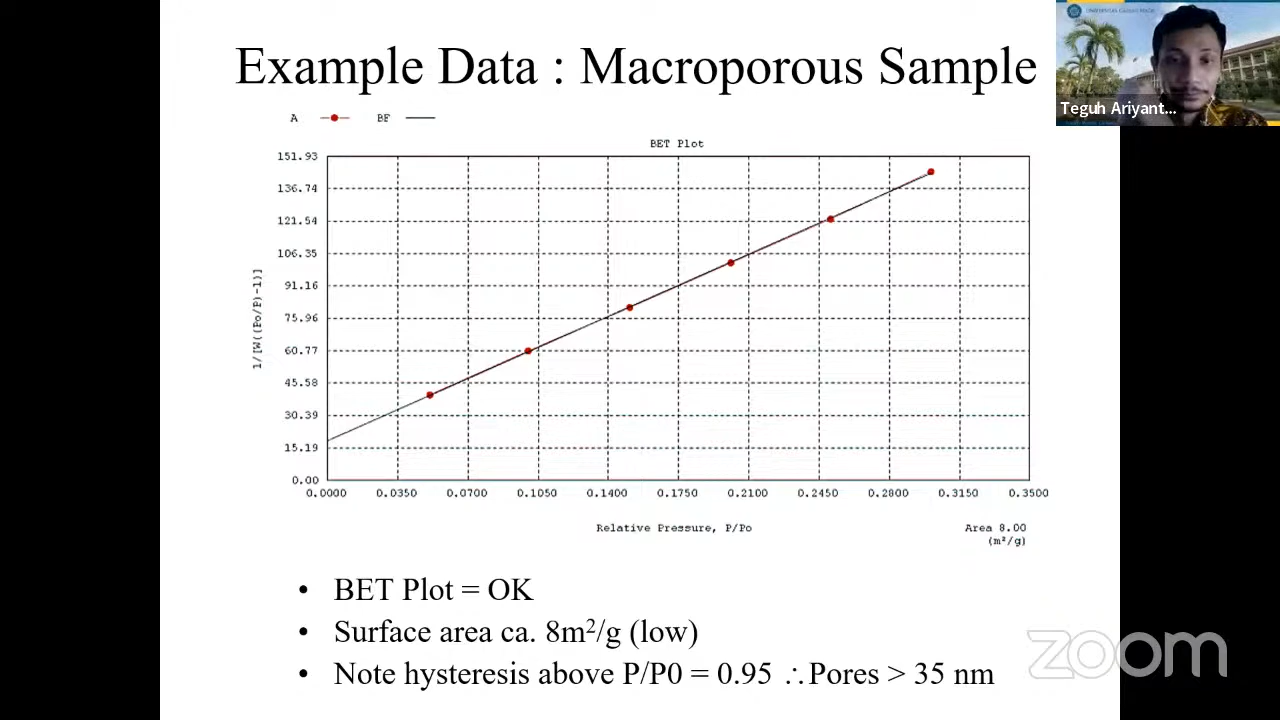 Example Data : Macroporous Sample
A BF
BET Plot
151.93
136.74
121.54
106.35
91.16
75.96
60.77
45.58
30.39
15.19
0.00
1/[W((Po/P)-1)]
0.0000 0.0350 0.0700 0.1050 0.1400 0.1750 0.2100 0.2450 0.2800 0.3150 0.3500
Relative Pressure, P/Po
Area 8.00
(m²/g)
• BET Plot = OK
• Surface area ca. 8m²/g (low)
• Note hysteresis above P/P0 = 0.95 ∴Pores > 35 nm
Teguh Ariyant...
zoom